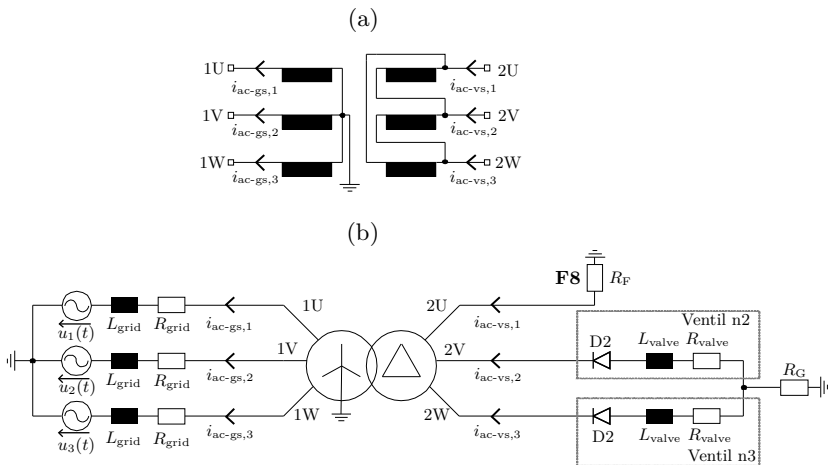 (a)
1U 2U
i_ac-gs,1 i_ac-vs,1
1V 2V
i_ac-gs,2 i_ac-vs,2
1W 2W
i_ac-gs,3 i_ac-vs,3
(b)
F8 R_F
1U 2U
u_1(t) L_grid R_grid i_ac-gs,1 i_ac-vs,1
Ventil n2
1V 2V D2 L_valve R_valve
u_2(t) L_grid R_grid i_ac-gs,2 i_ac-vs,2
R_G
1W 2W
u_3(t) L_grid R_grid i_ac-gs,3 i_ac-vs,3
D2 L_valve R_valve
Ventil n3